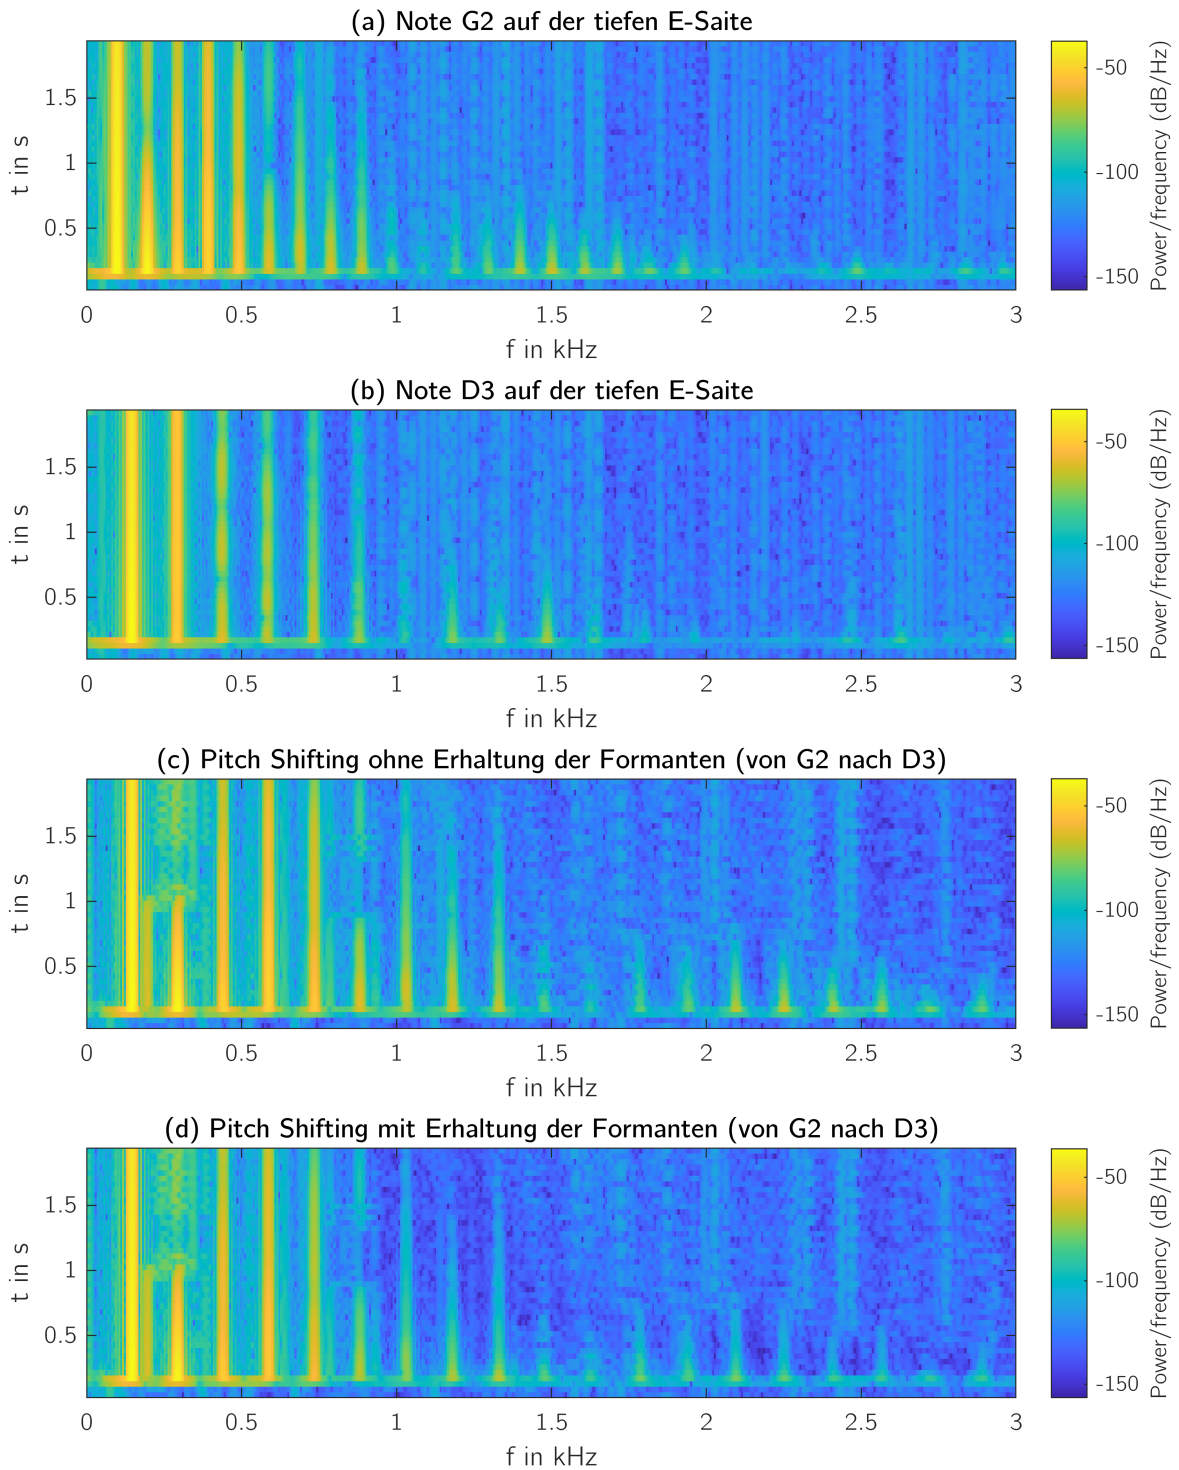 (a) Note G2 auf der tiefen E-Saite
1.5
1
0.5
t in s
0 0.5 1 1.5 2 2.5 3
f in kHz
-50
-100
-150
Power/frequency (dB/Hz)
(b) Note D3 auf der tiefen E-Saite
1.5
1
0.5
t in s
0 0.5 1 1.5 2 2.5 3
f in kHz
-50
-100
-150
Power/frequency (dB/Hz)
(c) Pitch Shifting ohne Erhaltung der Formanten (von G2 nach D3)
1.5
1
0.5
t in s
0 0.5 1 1.5 2 2.5 3
f in kHz
-50
-100
-150
Power/frequency (dB/Hz)
(d) Pitch Shifting mit Erhaltung der Formanten (von G2 nach D3)
1.5
1
0.5
t in s
0 0.5 1 1.5 2 2.5 3
f in kHz
-50
-100
-150
Power/frequency (dB/Hz)